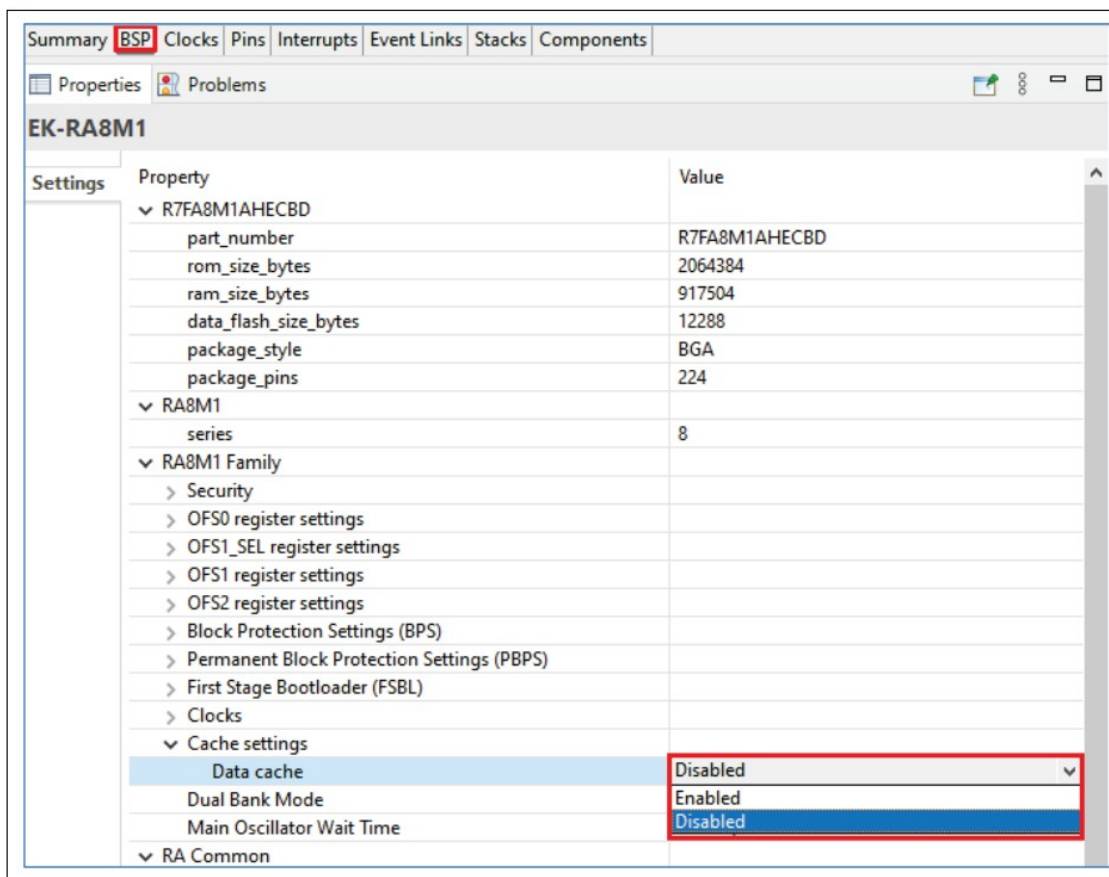 Summary BSP Clocks Pins Interrupts Event Links Stacks Components
Properties Problems
EK-RA8M1
Settings Property Value
R7FA8M1AHECBD
part_number R7FA8M1AHECBD
rom_size_bytes 2064384
ram_size_bytes 917504
data_flash_size_bytes 12288
package_style BGA
package_pins 224
RA8M1
series 8
RA8M1 Family
Security
OFS0 register settings
OFS1_SEL register settings
OFS1 register settings
OFS2 register settings
Block Protection Settings (BPS)
Permanent Block Protection Settings (PBPS)
First Stage Bootloader (FSBL)
Clocks
Cache settings
Data cache Disabled
Dual Bank Mode Enabled
Main Oscillator Wait Time Disabled
RA Common